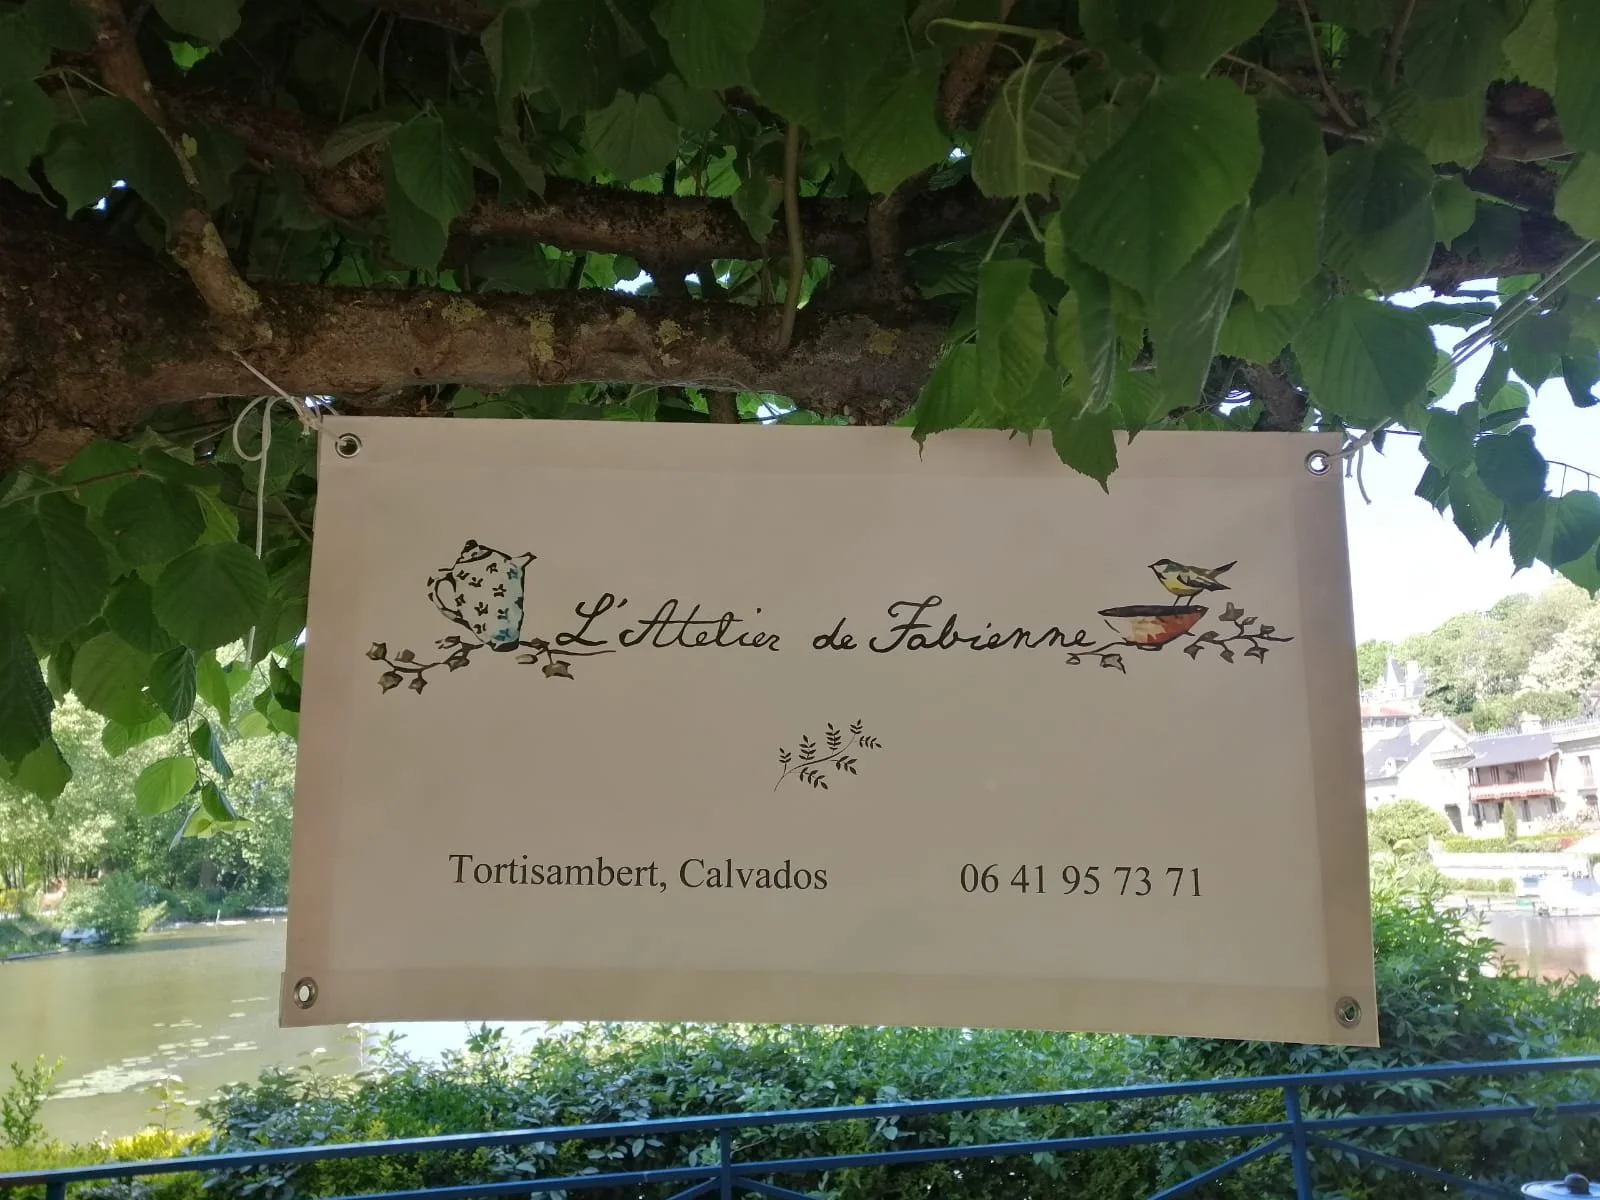 L'Atelier de Fabienne
Tortisambert, Calvados 06 41 95 73 71